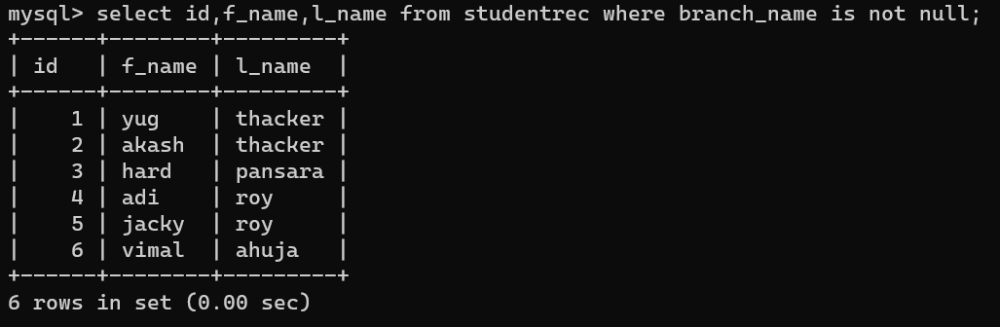 mysql> select id,f_name,l_name from studentrec where branch_name is not null;
+------+--------+---------+
| id   | f_name | l_name  |
+------+--------+---------+
|    1 | yug    | thacker |
|    2 | akash  | thacker |
|    3 | hard   | pansara |
|    4 | adi    | roy     |
|    5 | jacky  | roy     |
|    6 | vimal  | ahuja   |
+------+--------+---------+
6 rows in set (0.00 sec)